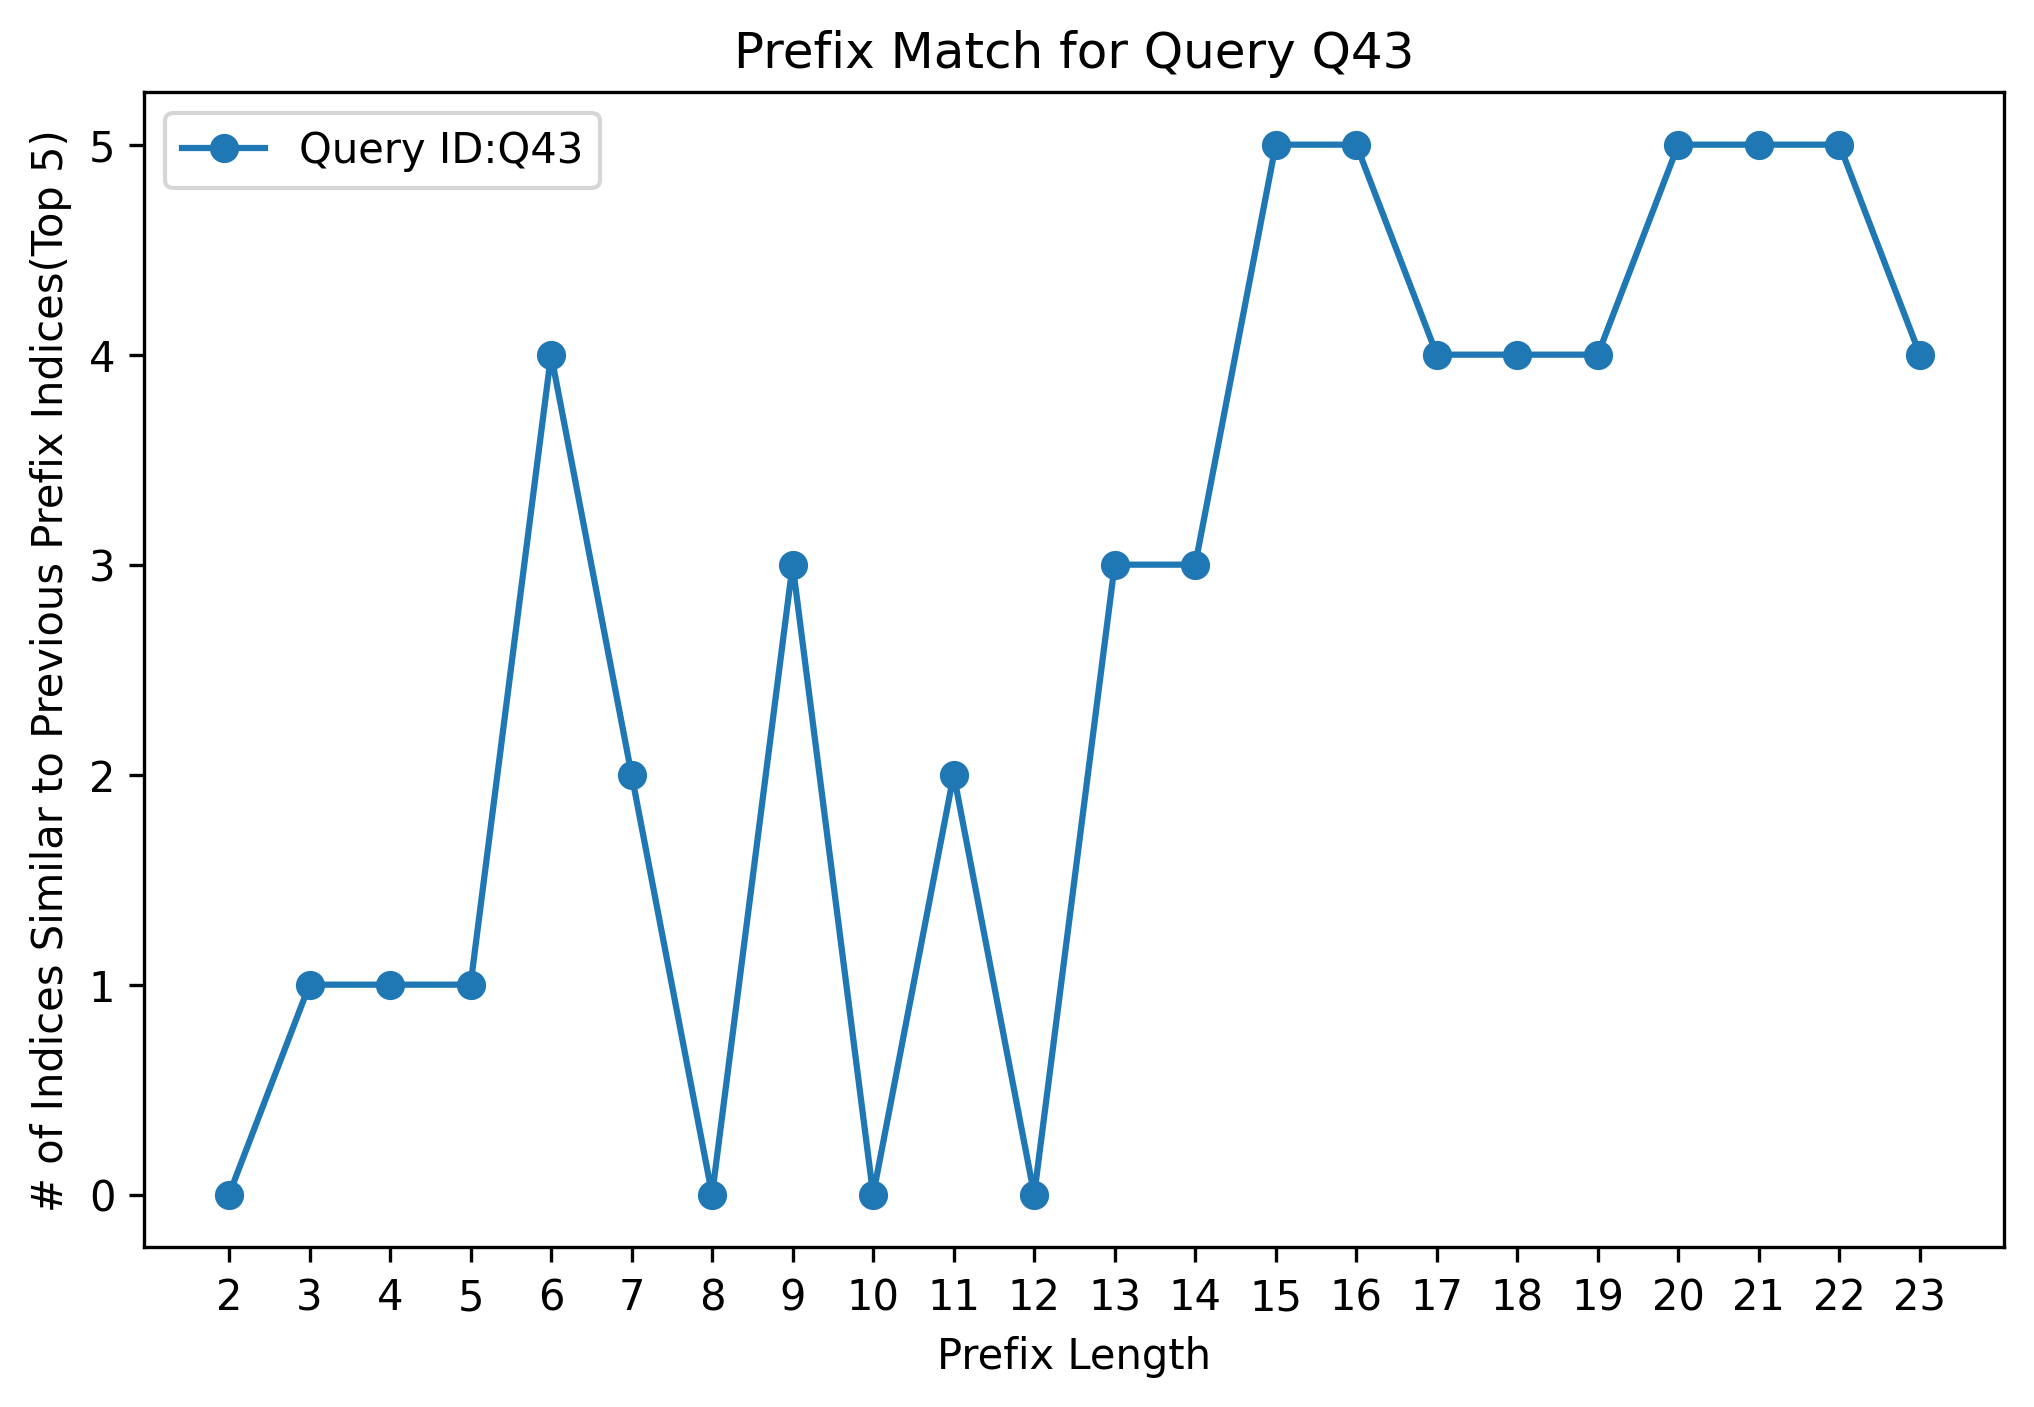 Prefix Match for Query Q43
Query ID:Q43
# of Indices Similar to Previous Prefix Indices(Top 5)
5
4
3
2
1
0
2 3 4 5 6 7 8 9 10 11 12 13 14 15 16 17 18 19 20 21 22 23
Prefix Length